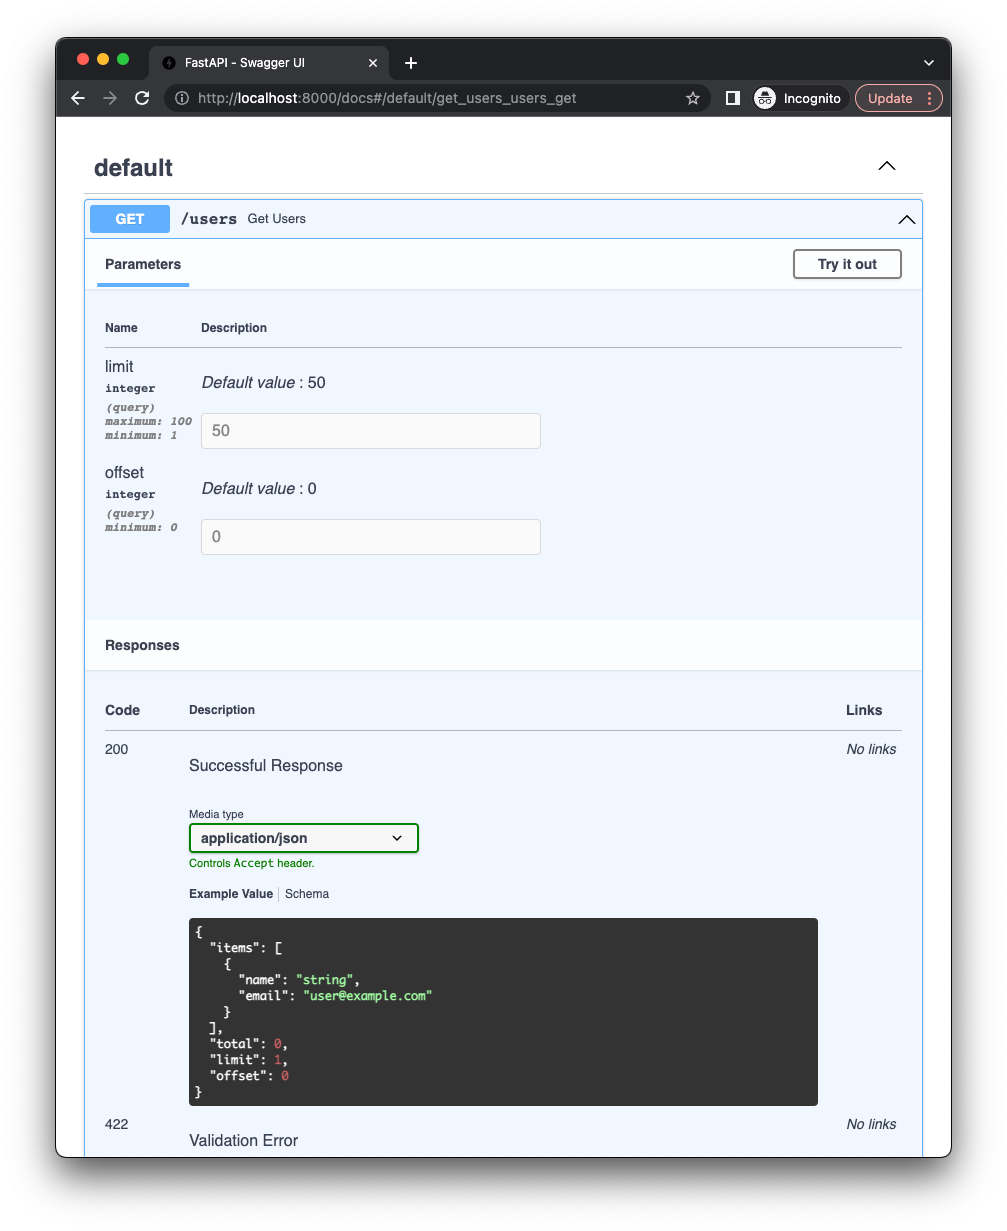 FastAPI - Swagger UI
http://localhost:8000/docs#/default/get_users_users_get
Incognito
Update
default
GET /users Get Users
Parameters
Try it out
Name Description
limit
integer
(query)
maximum: 100
minimum: 1
Default value : 50
50
offset
integer
(query)
minimum: 0
Default value : 0
0
Responses
Code Description Links
200 No links
Successful Response
Media type
application/json
Controls Accept header.
Example Value Schema
{
"items": [
{
"name": "string",
"email": "user@example.com"
}
],
"total": 0,
"limit": 1,
"offset": 0
}
422 No links
Validation Error